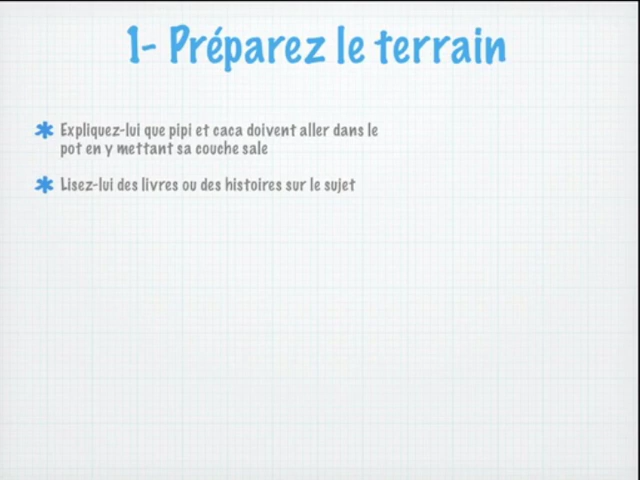 1- Préparez le terrain
Expliquez-lui que pipi et caca doivent aller dans le
pot en y mettant sa couche sale
Lisez-lui des livres ou des histoires sur le sujet